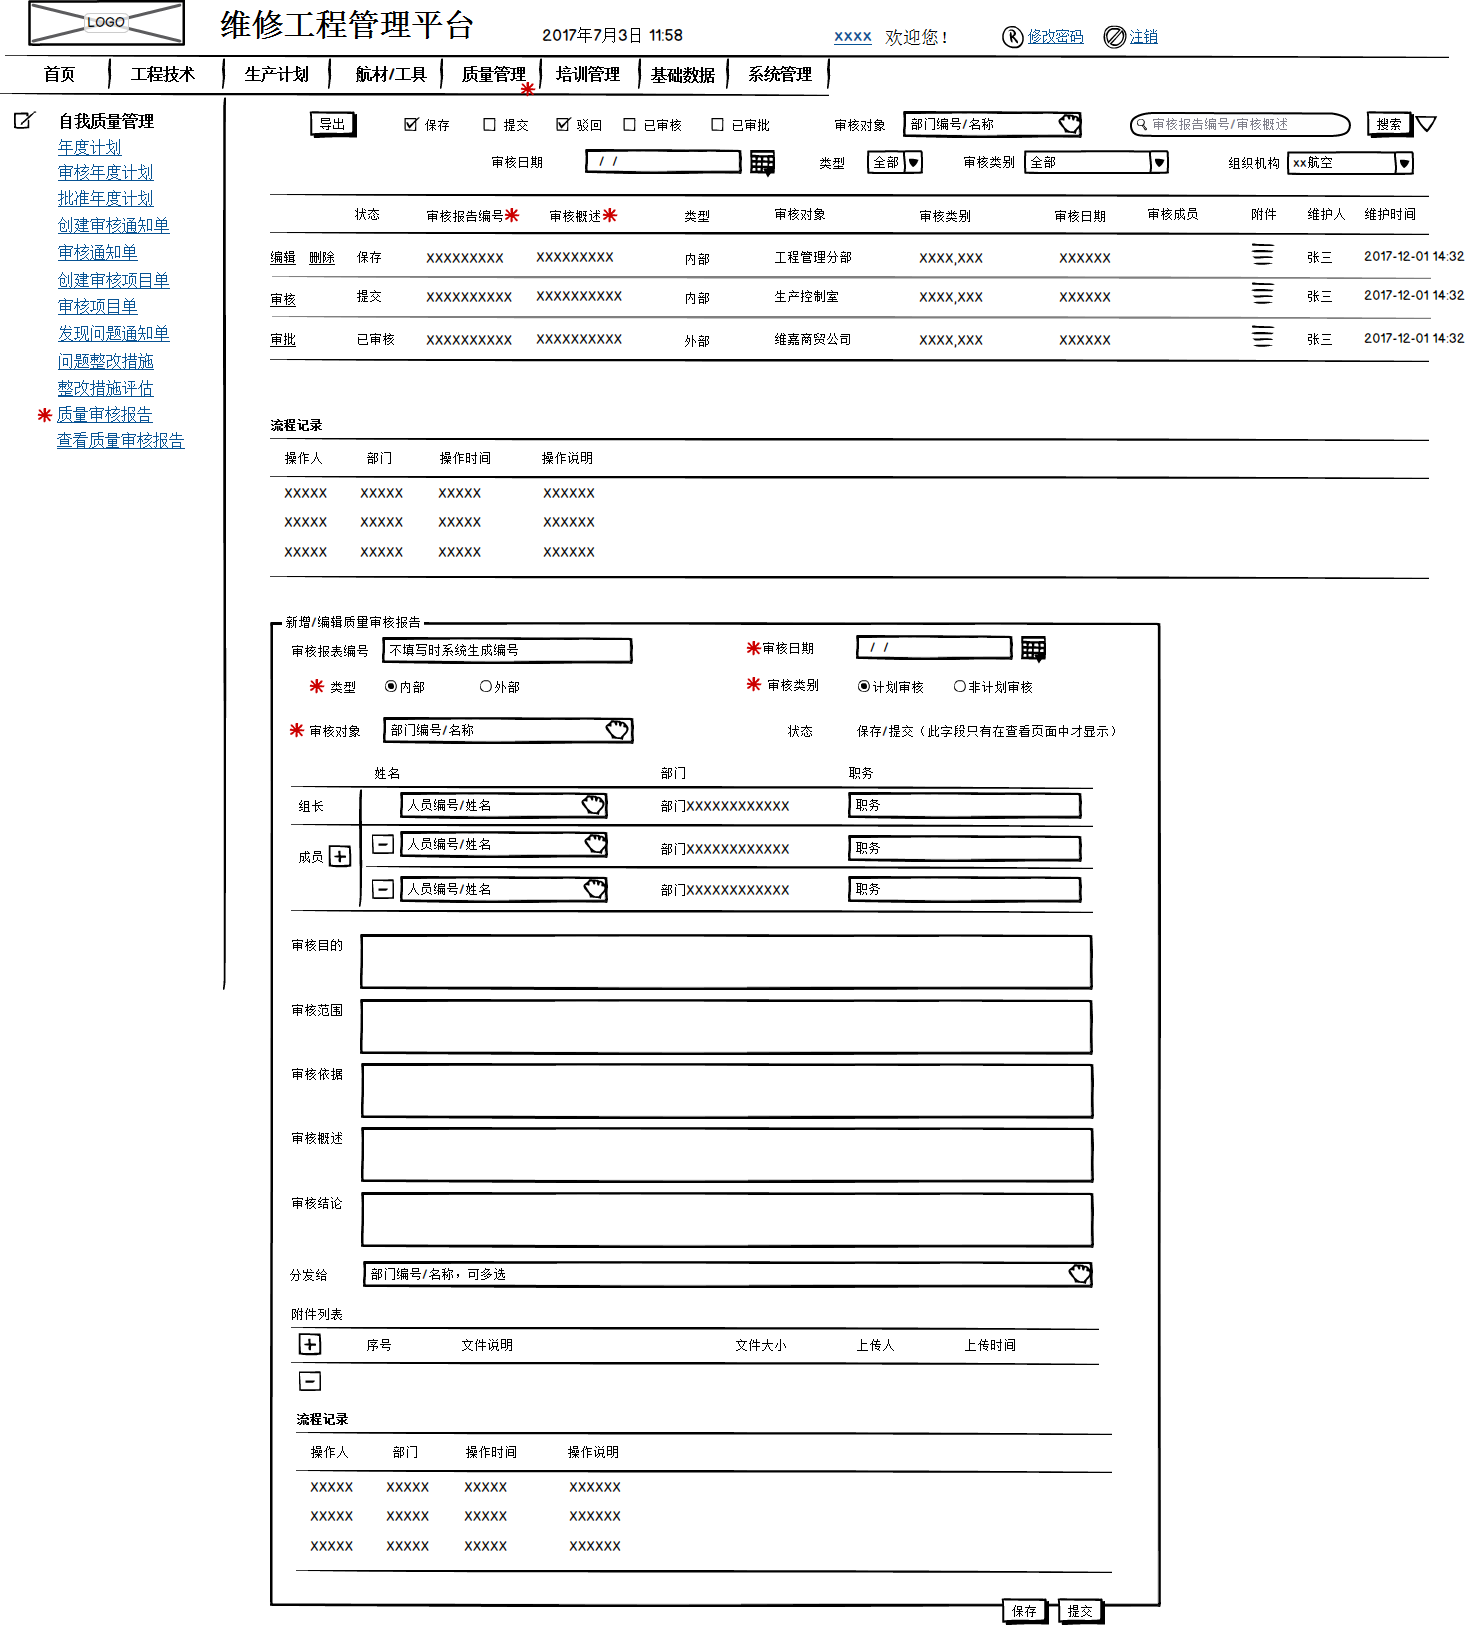 LOGO 维修工程管理平台 2017年7月3日 11:58 xxxx 欢迎您！ R 修改密码 注销
首页 工程技术 生产计划 航材/工具 质量管理 培训管理 基础数据 系统管理
自我质量管理
年度计划
审核年度计划
批准年度计划
创建审核通知单
审核通知单
创建审核项目单
审核项目单
发现问题通知单
问题整改措施
整改措施评估
质量审核报告
查看质量审核报告
导出 保存 提交 驳回 已审核 已审批 审核对象 部门编号/名称 审核报告编号/审核概述 搜索
审核日期 / / 类型 全部 审核类别 全部 组织机构 xx航空
状态 审核报告编号 审核概述 类型 审核对象 审核类别 审核日期 审核成员 附件 维护人 维护时间
编辑 删除 保存 XXXXXXXXX XXXXXXXXX 内部 工程管理分部 XXXX,XXX XXXXXX 张三 2017-12-01 14:32
审核 提交 XXXXXXXXXX XXXXXXXXXX 内部 生产控制室 XXXX,XXX XXXXXX 张三 2017-12-01 14:32
审批 已审核 XXXXXXXXXX XXXXXXXXXX 外部 维嘉商贸公司 XXXX,XXX XXXXXX 张三 2017-12-01 14:32
流程记录
操作人 部门 操作时间 操作说明
XXXXX XXXXX XXXXX XXXXXX
XXXXX XXXXX XXXXX XXXXXX
XXXXX XXXXX XXXXX XXXXXX
新增/编辑质量审核报告
审核报表编号 不填写时系统生成编号 审核日期 / /
类型 内部 外部 审核类别 计划审核 非计划审核
审核对象 部门编号/名称 状态 保存/提交（此字段只有在查看页面中才显示）
姓名 部门 职务
组长 人员编号/姓名 部门XXXXXXXXXXXX 职务
成员 人员编号/姓名 部门XXXXXXXXXXXX 职务
人员编号/姓名 部门XXXXXXXXXXXX 职务
审核目的
审核范围
审核依据
审核概述
审核结论
分发给 部门编号/名称，可多选
附件列表
序号 文件说明 文件大小 上传人 上传时间
流程记录
操作人 部门 操作时间 操作说明
XXXXX XXXXX XXXXX XXXXXX
XXXXX XXXXX XXXXX XXXXXX
XXXXX XXXXX XXXXX XXXXXX
保存 提交